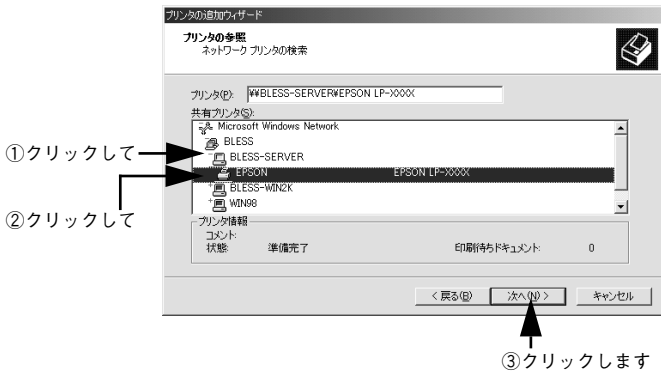 プリンタの追加ウィザード
プリンタの参照
ネットワーク プリンタの検索
プリンタ(P): ¥¥BLESS-SERVER¥EPSON LP-XXXX
共有プリンタ(S):
Microsoft Windows Network
BLESS
①クリックして
BLESS-SERVER
EPSON EPSON LP-XXXX
BLESS-WIN2K
②クリックして
WIN98
プリンタ情報
コメント:
状態: 準備完了 印刷待ちドキュメント: 0
< 戻る(B) 次へ(N) > キャンセル
③クリックします